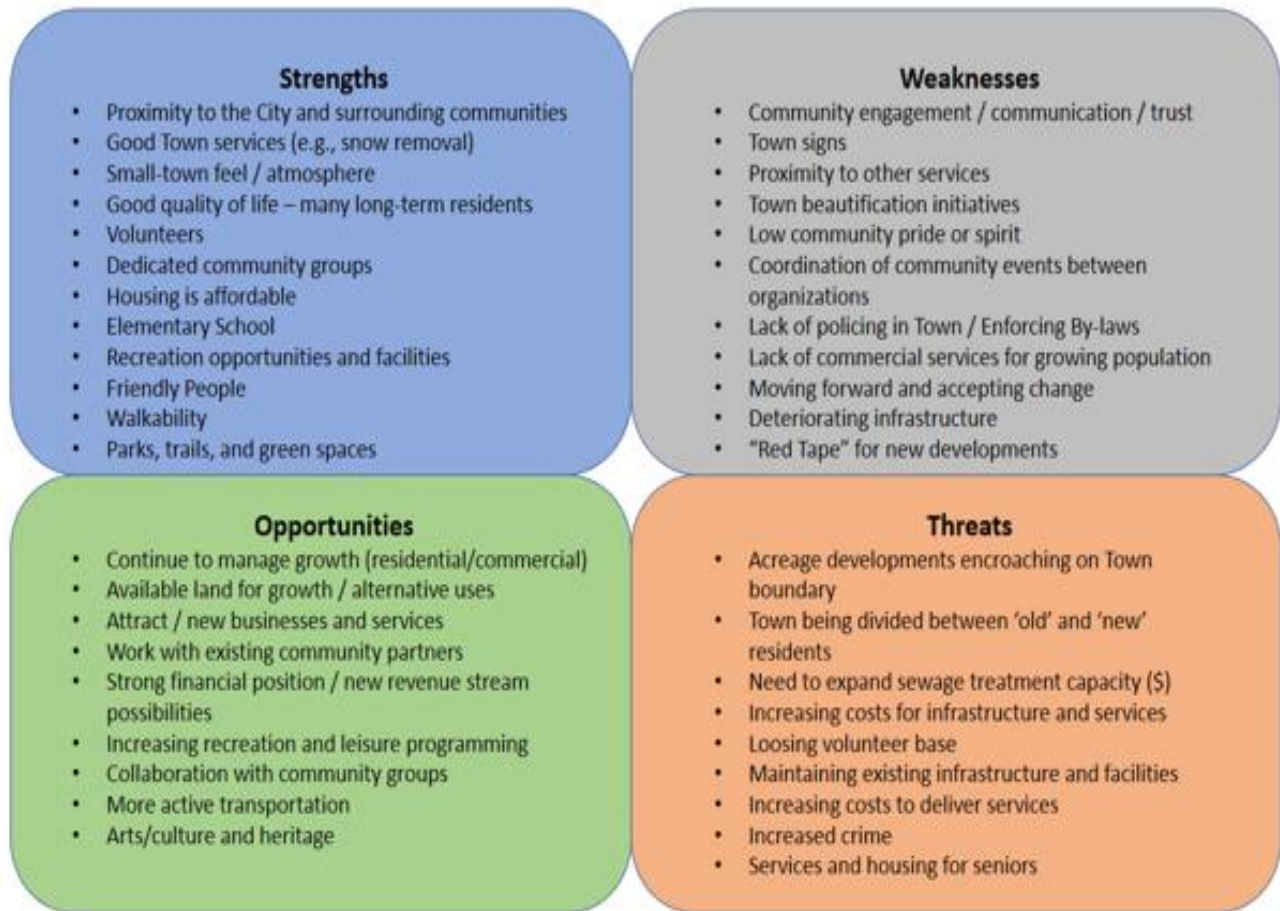 Strengths
• Proximity to the City and surrounding communities
• Good Town services (e.g., snow removal)
• Small-town feel / atmosphere
• Good quality of life – many long-term residents
• Volunteers
• Dedicated community groups
• Housing is affordable
• Elementary School
• Recreation opportunities and facilities
• Friendly People
• Walkability
• Parks, trails, and green spaces
Weaknesses
• Community engagement / communication / trust
• Town signs
• Proximity to other services
• Town beautification initiatives
• Low community pride or spirit
• Coordination of community events between
organizations
• Lack of policing in Town / Enforcing By-laws
• Lack of commercial services for growing population
• Moving forward and accepting change
• Deteriorating infrastructure
• “Red Tape” for new developments
Opportunities
• Continue to manage growth (residential/commercial)
• Available land for growth / alternative uses
• Attract / new businesses and services
• Work with existing community partners
• Strong financial position / new revenue stream
possibilities
• Increasing recreation and leisure programming
• Collaboration with community groups
• More active transportation
• Arts/culture and heritage
Threats
• Acreage developments encroaching on Town
boundary
• Town being divided between ‘old’ and ‘new’
residents
• Need to expand sewage treatment capacity ($)
• Increasing costs for infrastructure and services
• Loosing volunteer base
• Maintaining existing infrastructure and facilities
• Increasing costs to deliver services
• Increased crime
• Services and housing for seniors